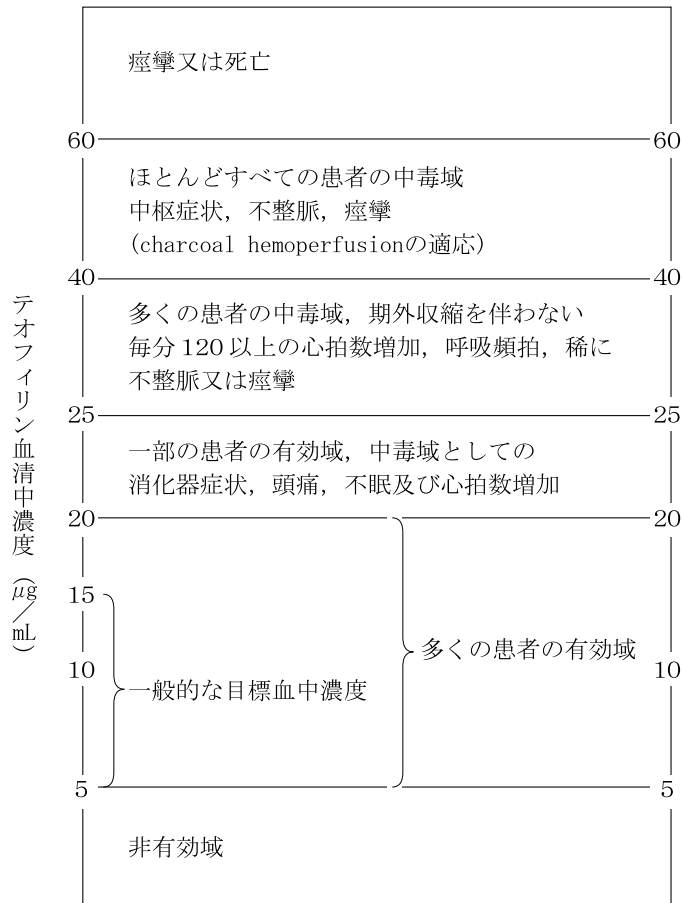 痙攣又は死亡
60
60
ほとんどすべての患者の中毒域
中枢症状，不整脈，痙攣
(charcoal hemoperfusionの適応)
40
40
多くの患者の中毒域，期外収縮を伴わない
毎分120以上の心拍数増加，呼吸頻拍，稀に
不整脈又は痙攣
25
25
一部の患者の有効域，中毒域としての
消化器症状，頭痛，不眠及び心拍数増加
20
20
15
多くの患者の有効域
10
10
一般的な目標血中濃度
5
5
非有効域
テオフィリン血清中濃度（μg／mL）